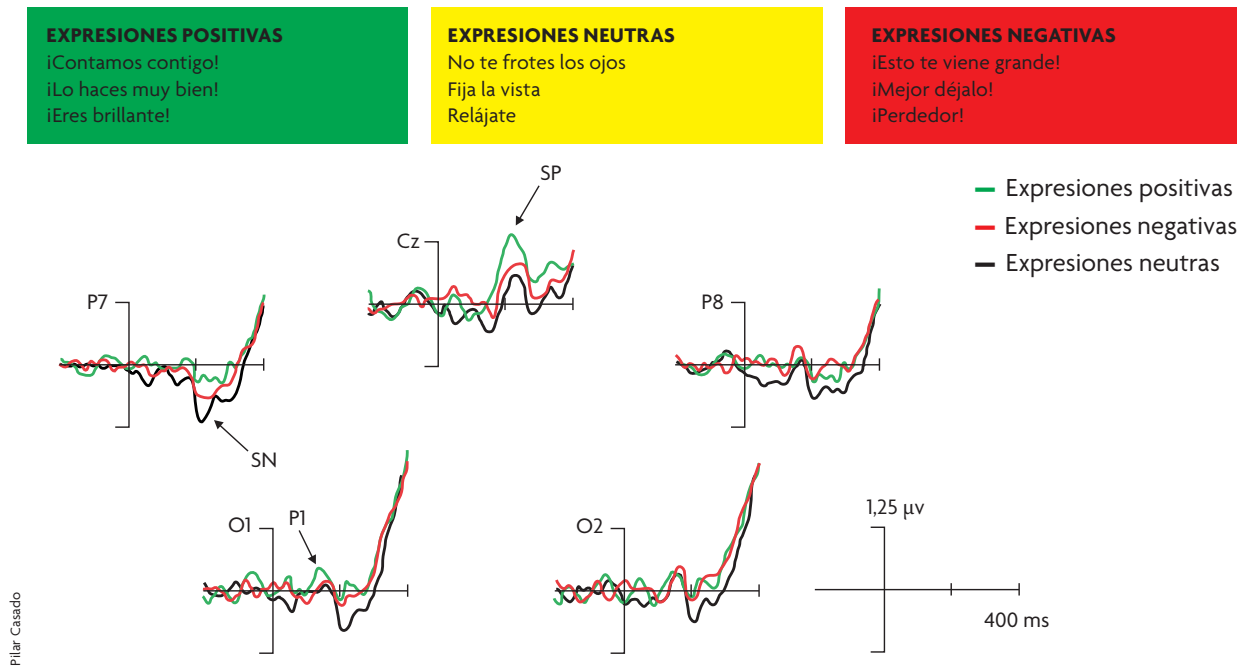 EXPRESIONES POSITIVAS
¡Contamos contigo!
¡Lo haces muy bien!
¡Eres brillante!
EXPRESIONES NEUTRAS
No te frotes los ojos
Fija la vista
Relájate
EXPRESIONES NEGATIVAS
¡Esto te viene grande!
¡Mejor déjalo!
¡Perdedor!
SP
Expresiones positivas
Expresiones negativas
Expresiones neutras
Cz
P7
P8
SN
O1
P1
O2
1,25 μv
400 ms
Pilar Casado